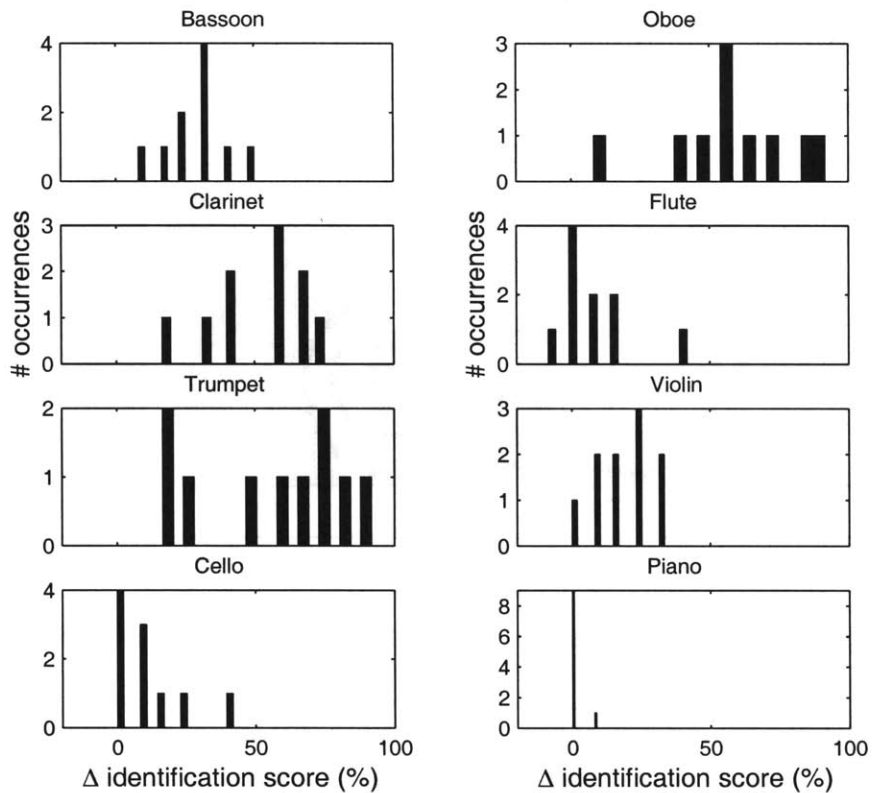 Bassoon
4
2
0
Oboe
3
2
1
0
Clarinet
3
2
1
0
# occurrences
Flute
4
2
0
# occurrences
Trumpet
2
1
0
Violin
3
2
1
0
Cello
4
2
0
0 50 100
Δ identification score (%)
Piano
8
6
4
2
0
0 50 100
Δ identification score (%)